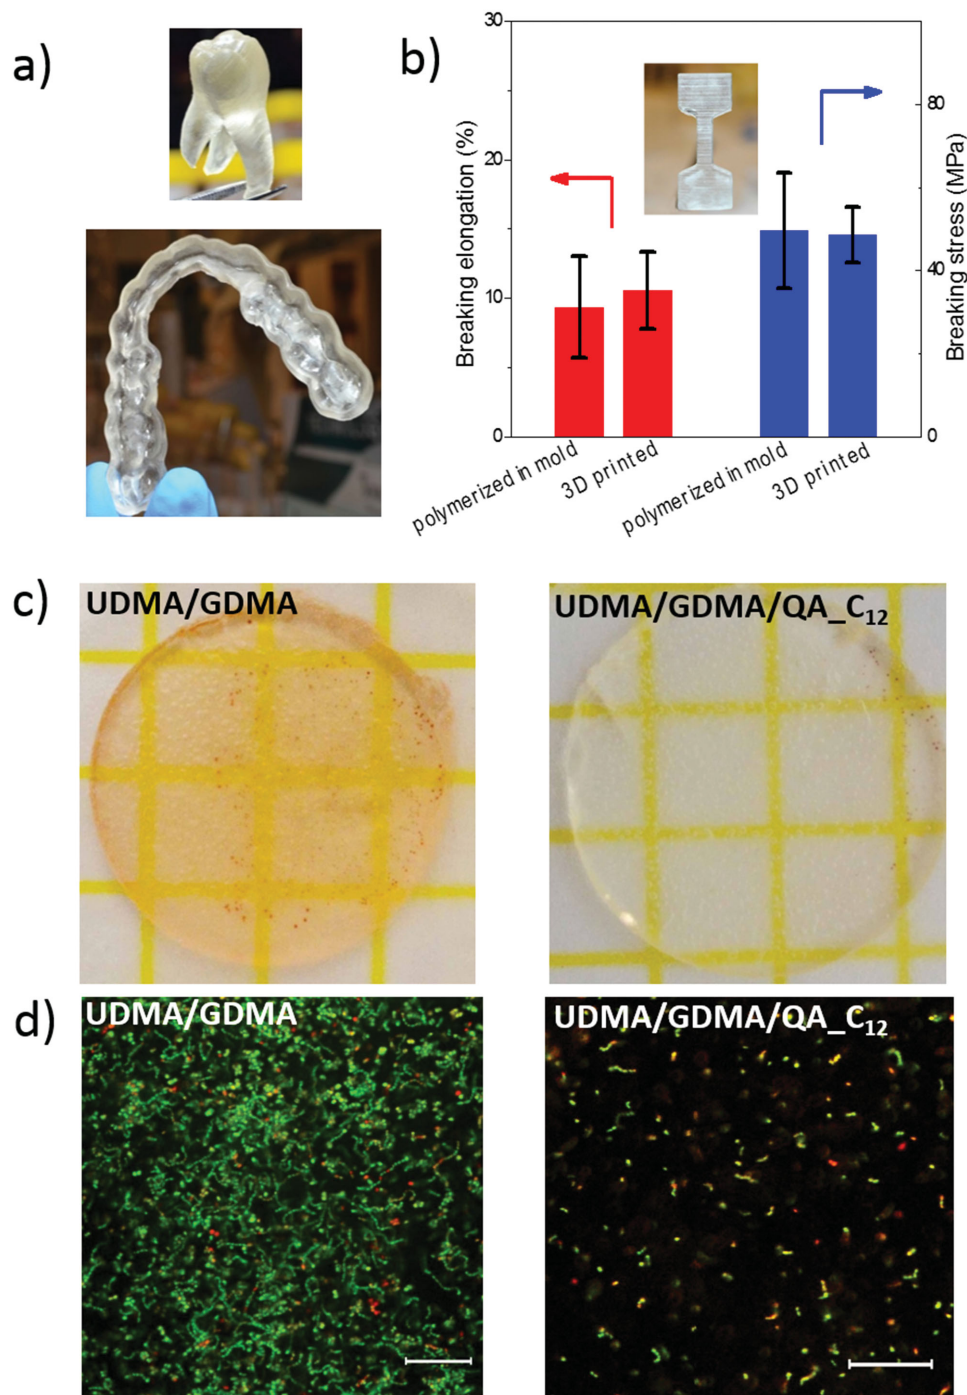 a)
b)
30
20
10
0
Breaking elongation (%)
80
40
0
Breaking stress (MPa)
polymerized in mold
3D printed
polymerized in mold
3D printed
c)
UDMA/GDMA
UDMA/GDMA/QA_C₁₂
d)
UDMA/GDMA
UDMA/GDMA/QA_C₁₂